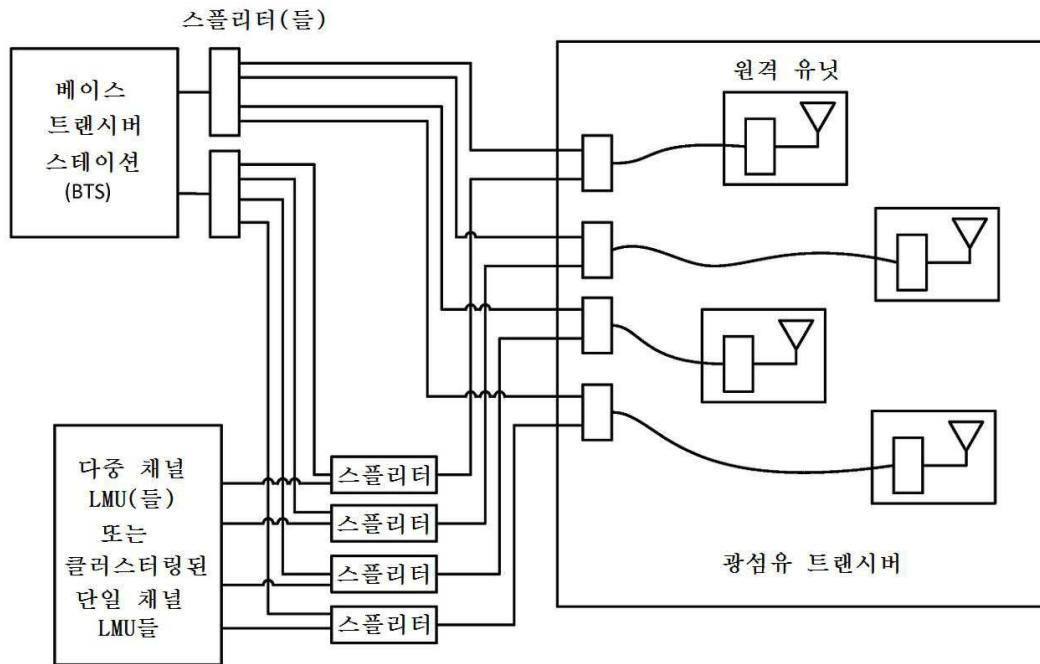 스플리터(들)
베이스
트랜시버
스테이션
(BTS)
원격 유닛
다중 채널
LMU(들)
또는
클러스터링된
단일 채널
LMU들
스플리터
스플리터
스플리터
스플리터
광섬유 트랜시버